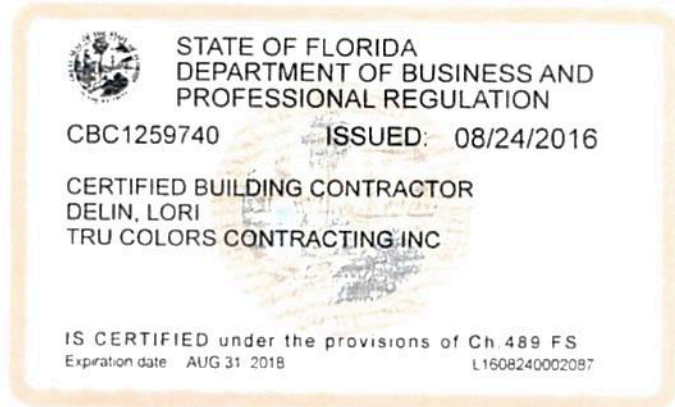 STATE OF FLORIDA
DEPARTMENT OF BUSINESS AND
PROFESSIONAL REGULATION
CBC1259740 ISSUED: 08/24/2016
CERTIFIED BUILDING CONTRACTOR
DELIN, LORI
TRU COLORS CONTRACTING INC
IS CERTIFIED under the provisions of Ch.489 FS
Expiration date AUG 31 2018 L1608240002087